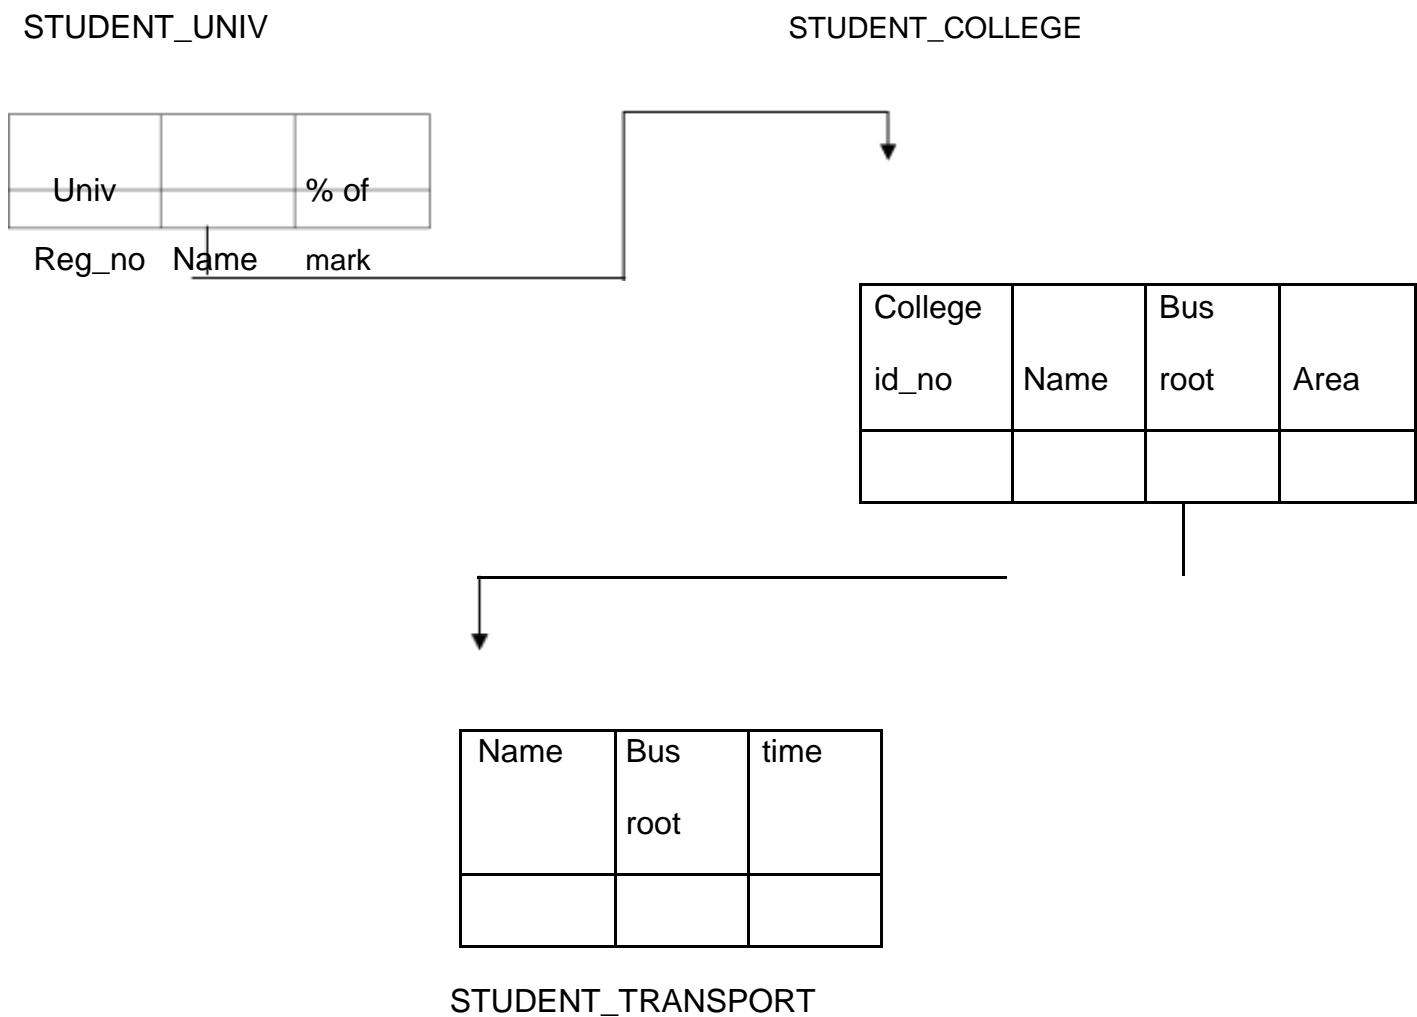 STUDENT_UNIV STUDENT_COLLEGE
Univ % of
Reg_no Name mark
College Bus
id_no Name root Area
Name Bus time
root
STUDENT_TRANSPORT